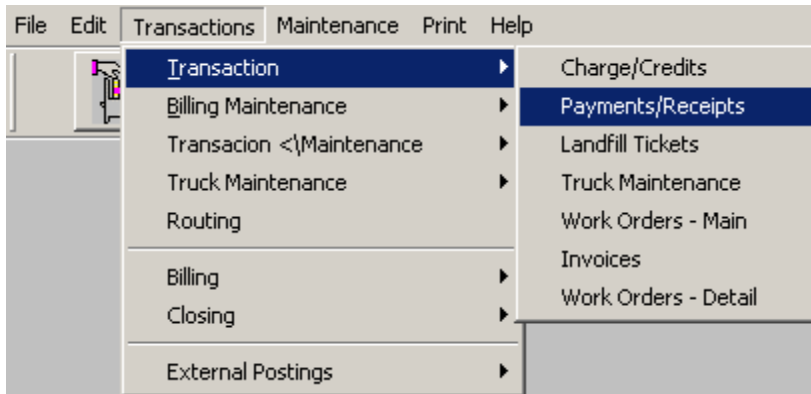 File Edit Transactions Maintenance Print Help
Transaction
Billing Maintenance
Transacion <\Maintenance
Truck Maintenance
Routing
Billing
Closing
External Postings
Charge/Credits
Payments/Receipts
Landfill Tickets
Truck Maintenance
Work Orders - Main
Invoices
Work Orders - Detail